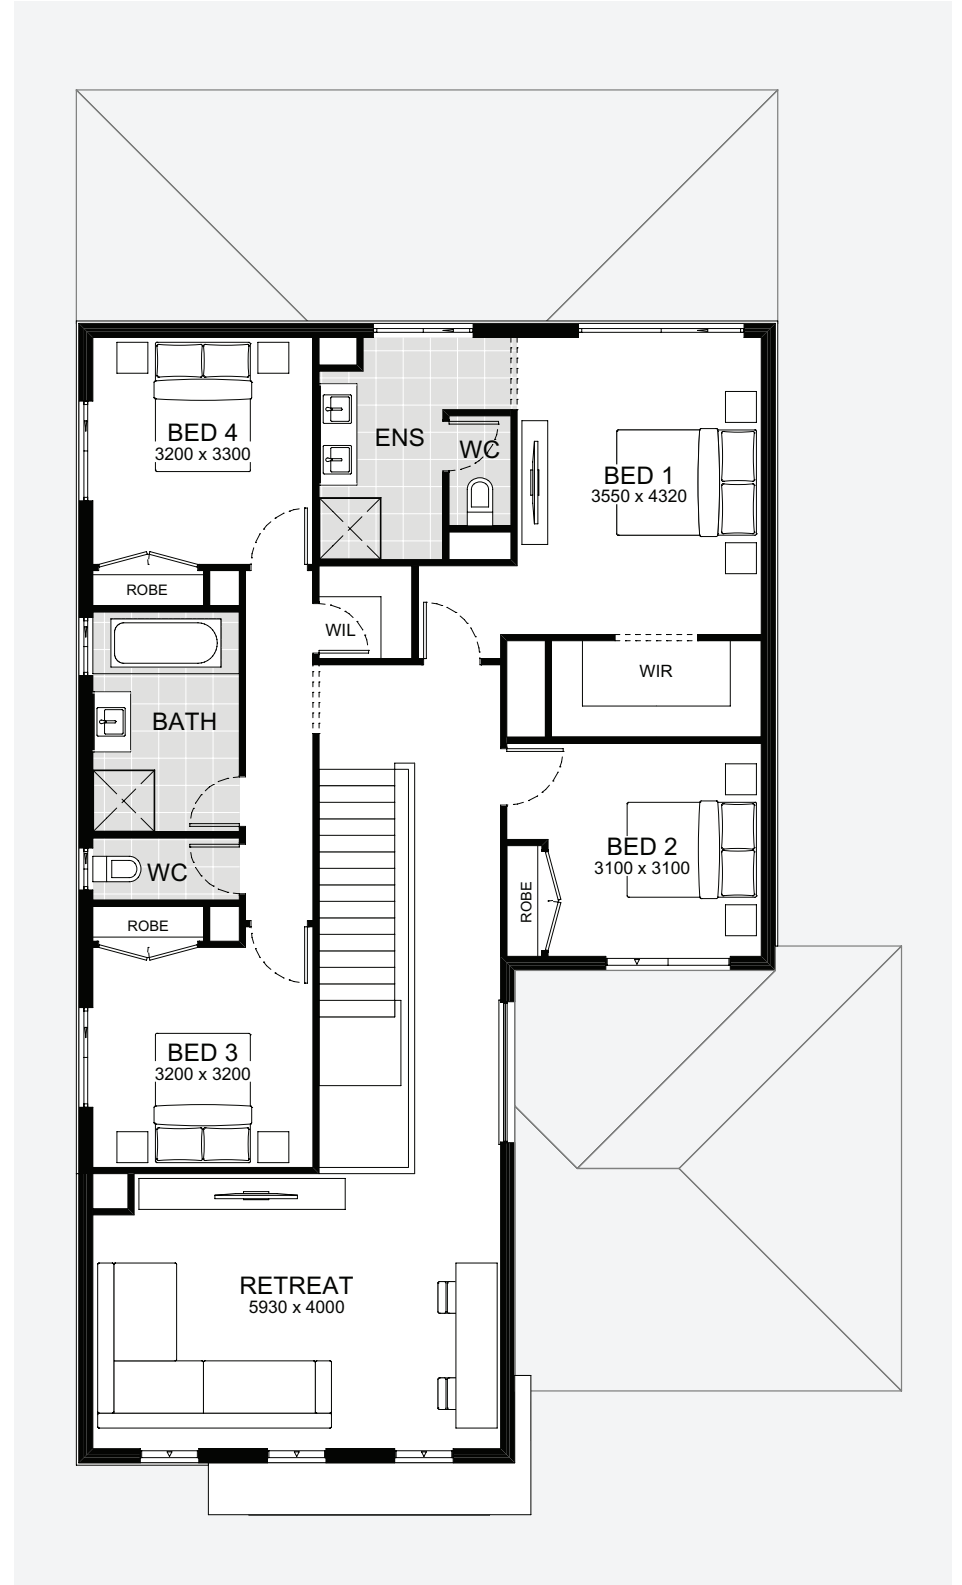 BED 4
3200 x 3300
ENS
WC
BED 1
3550 x 4320
ROBE
WIL
WIR
BATH
BED 2
3100 x 3100
WC
ROBE
ROBE
BED 3
3200 x 3200
RETREAT
5930 x 4000